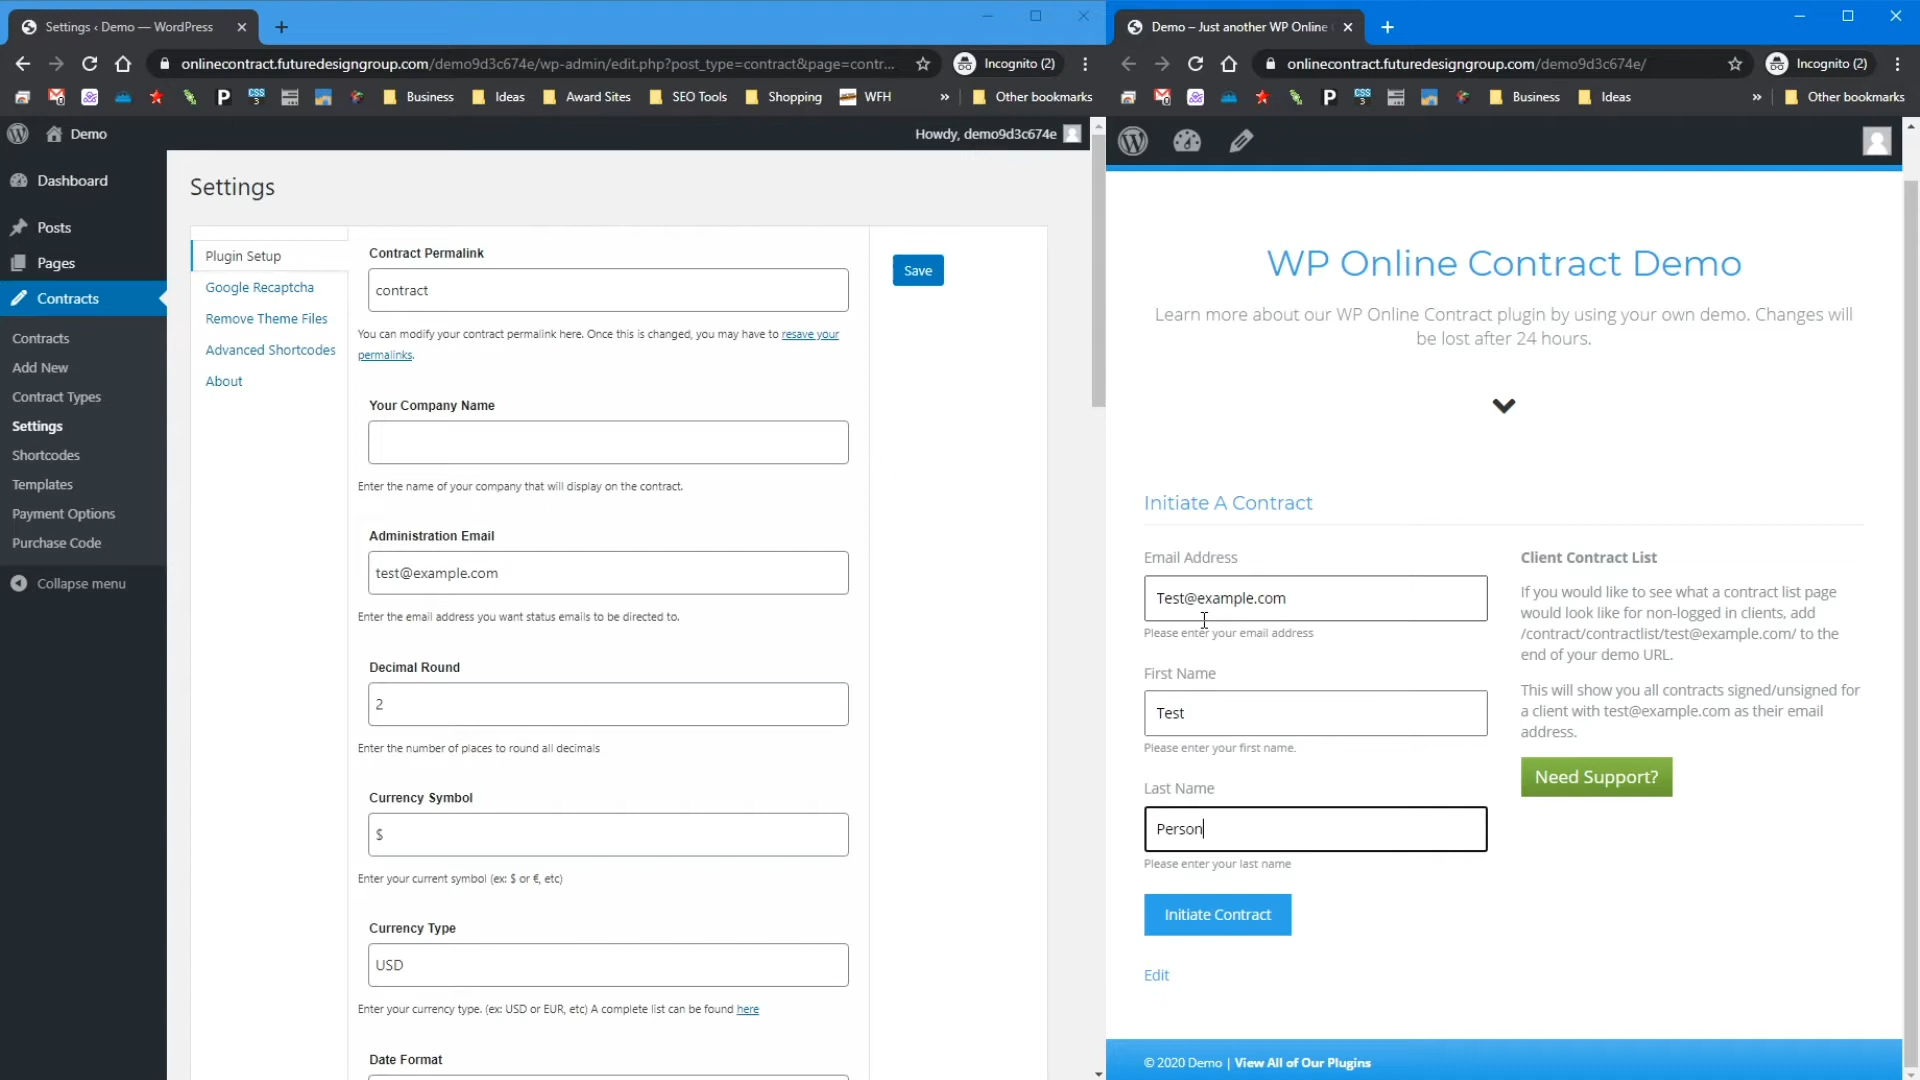 Settings ‹ Demo — WordPress
onlinecontract.futuredesigngroup.com/demo9d3c674e/wp-admin/edit.php?post_type=contract&page=contr...
Incognito (2)
Business
Ideas
Award Sites
SEO Tools
Shopping
WFH
»
Other bookmarks
Demo
Howdy, demo9d3c674e
Dashboard
Posts
Pages
Contracts
Contracts
Add New
Contract Types
Settings
Shortcodes
Templates
Payment Options
Purchase Code
Collapse menu
Settings
Plugin Setup
Google Recaptcha
Remove Theme Files
Advanced Shortcodes
About
Contract Permalink
contract
You can modify your contract permalink here. Once this is changed, you may have to resave your
permalinks.
Your Company Name
Enter the name of your company that will display on the contract.
Administration Email
test@example.com
Enter the email address you want status emails to be directed to.
Decimal Round
2
Enter the number of places to round all decimals
Currency Symbol
$
Enter your current symbol (ex: $ or €, etc)
Currency Type
USD
Enter your currency type. (ex: USD or EUR, etc) A complete list can be found here
Date Format
Save
Demo – Just another WP Online
onlinecontract.futuredesigngroup.com/demo9d3c674e/
Incognito (2)
Business
Ideas
»
Other bookmarks
WP Online Contract Demo
Learn more about our WP Online Contract plugin by using your own demo. Changes will
be lost after 24 hours.
Initiate A Contract
Email Address
Test@example.com
Please enter your email address
First Name
Test
Please enter your first name.
Last Name
Person
Please enter your last name
Initiate Contract
Edit
Client Contract List
If you would like to see what a contract list page
would look like for non-logged in clients, add
/contract/contractlist/test@example.com/ to the
end of your demo URL.
This will show you all contracts signed/unsigned for
a client with test@example.com as their email
address.
Need Support?
© 2020 Demo | View All of Our Plugins